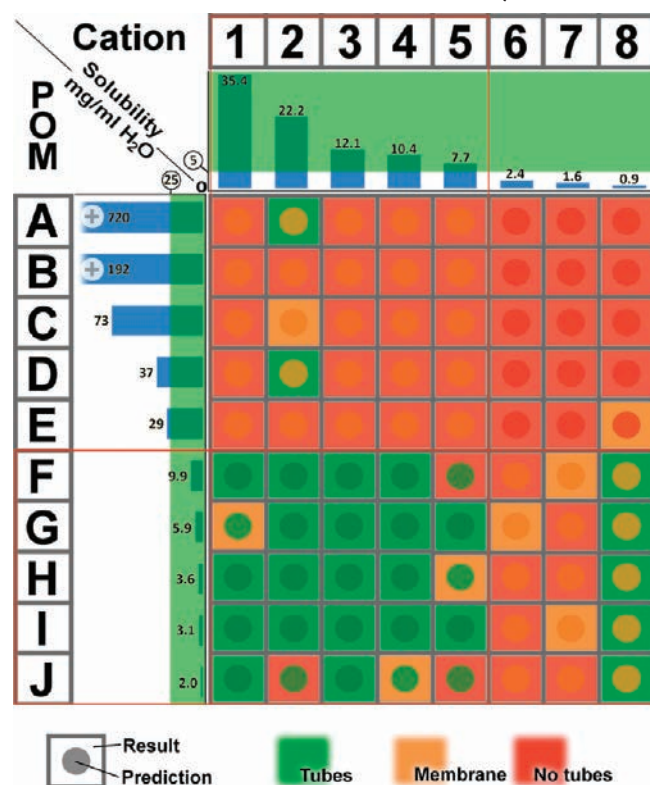 Cation
1 2 3 4 5 6 7 8
Solubility
mg/ml H₂O
POM
35.4
22.2
12.1
10.4
7.7
2.4
1.6
0.9
5
25
0
A
720
B
192
C
73
D
37
E
29
F
9.9
G
5.9
H
3.6
I
3.1
J
2.0
Result
Prediction
Tubes
Membrane
No tubes